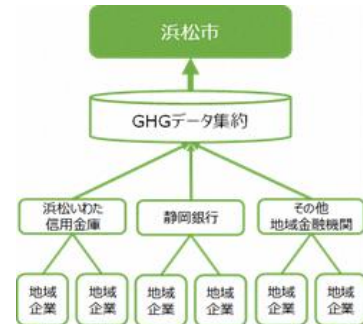 浜松市
GHGデータ集約
浜松いわた
信用金庫
静岡銀行
その他
地域金融機関
地域
企業
地域
企業
地域
企業
地域
企業
地域
企業
地域
企業